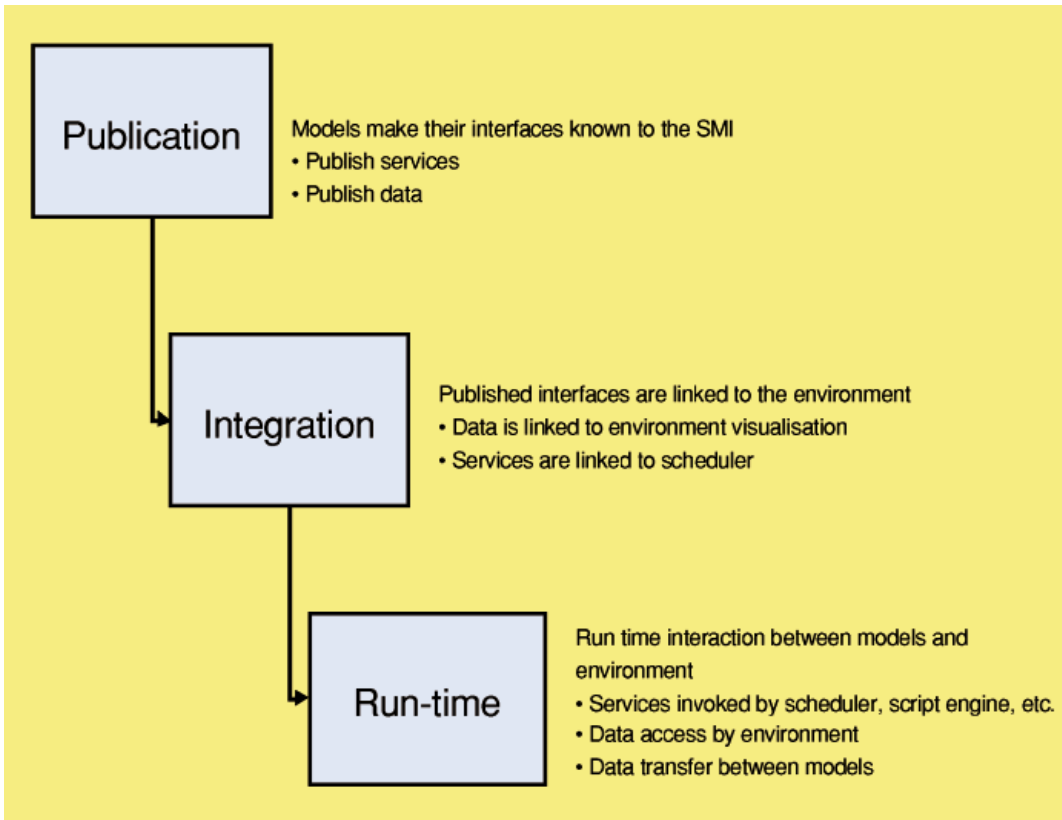 Publication
Models make their interfaces known to the SMI
• Publish services
• Publish data
Integration
Published interfaces are linked to the environment
• Data is linked to environment visualisation
• Services are linked to scheduler
Run-time
Run time interaction between models and
environment
• Services invoked by scheduler, script engine, etc.
• Data access by environment
• Data transfer between models